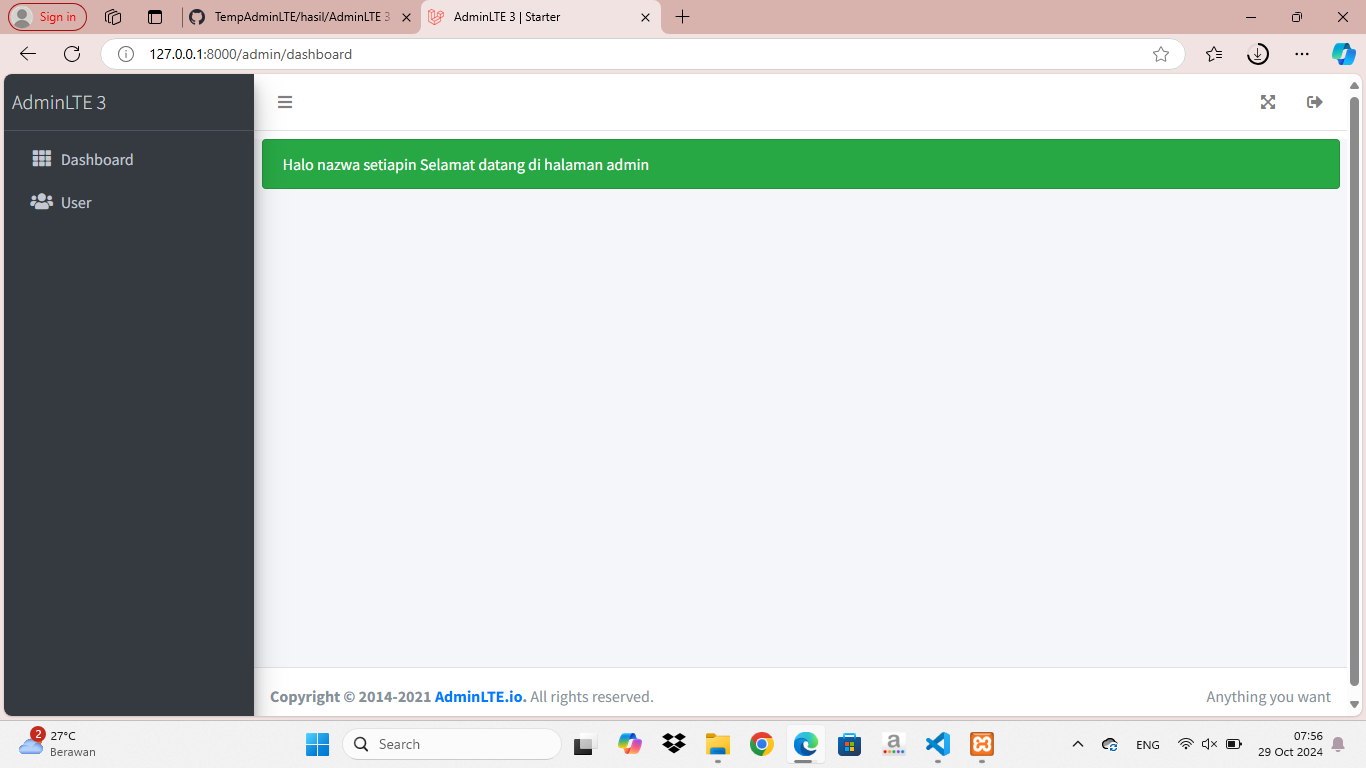 Sign in
TempAdminLTE/hasil/AdminLTE 3
AdminLTE 3 | Starter
127.0.0.1:8000/admin/dashboard
AdminLTE 3
Dashboard
User
Halo nazwa setiapin Selamat datang di halaman admin
Copyright © 2014-2021 AdminLTE.io. All rights reserved.
Anything you want
2
27°C
Berawan
Search
a
ENG
07:56
29 Oct 2024